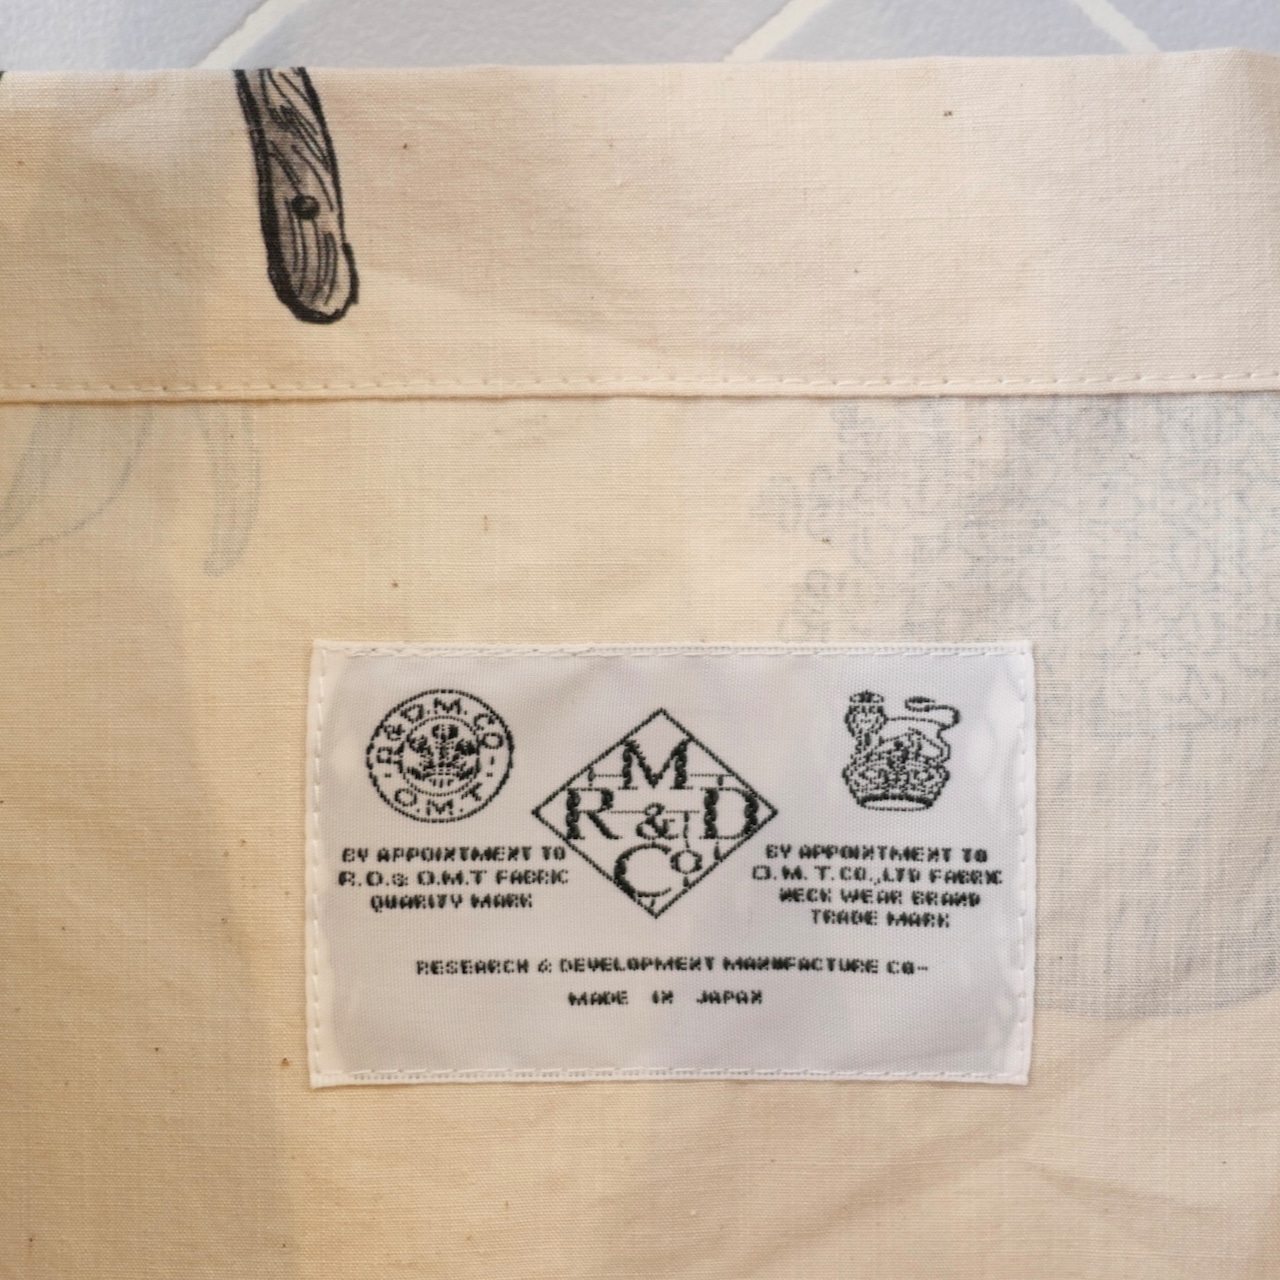 R&D.M.CO-
O.M.T
M
R&D
Co
BY APPOINTMENT TO
R.D.& O.M.T FABRIC
QUARITY MARK
BY APPOINTMENT TO
O.M.T.CO.,LTD FABRIC
NECK WEAR BRAND
TRADE MARK
RESEARCH & DEVELOPMENT MANUFACTURE CO-
MADE IN JAPAN